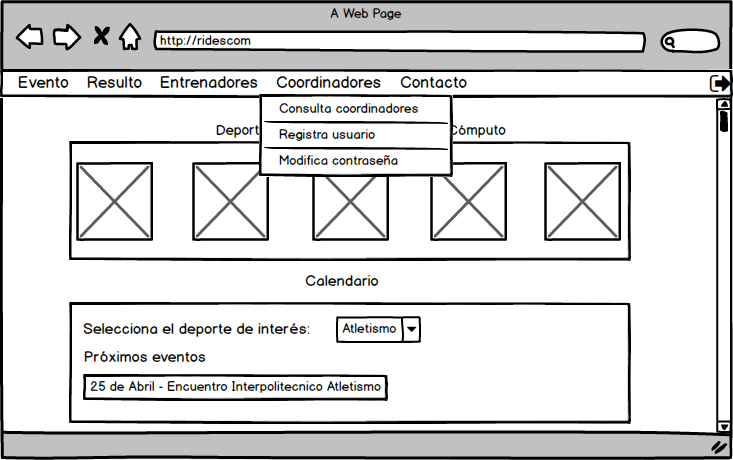 A Web Page
http://ridescom
Evento Resulto Entrenadores Coordinadores Contacto
Consulta coordinadores
Registra usuario
Modifica contraseña
Deport Cómputo
Calendario
Selecciona el deporte de interés: Atletismo
Próximos eventos
25 de Abril - Encuentro Interpolitecnico Atletismo